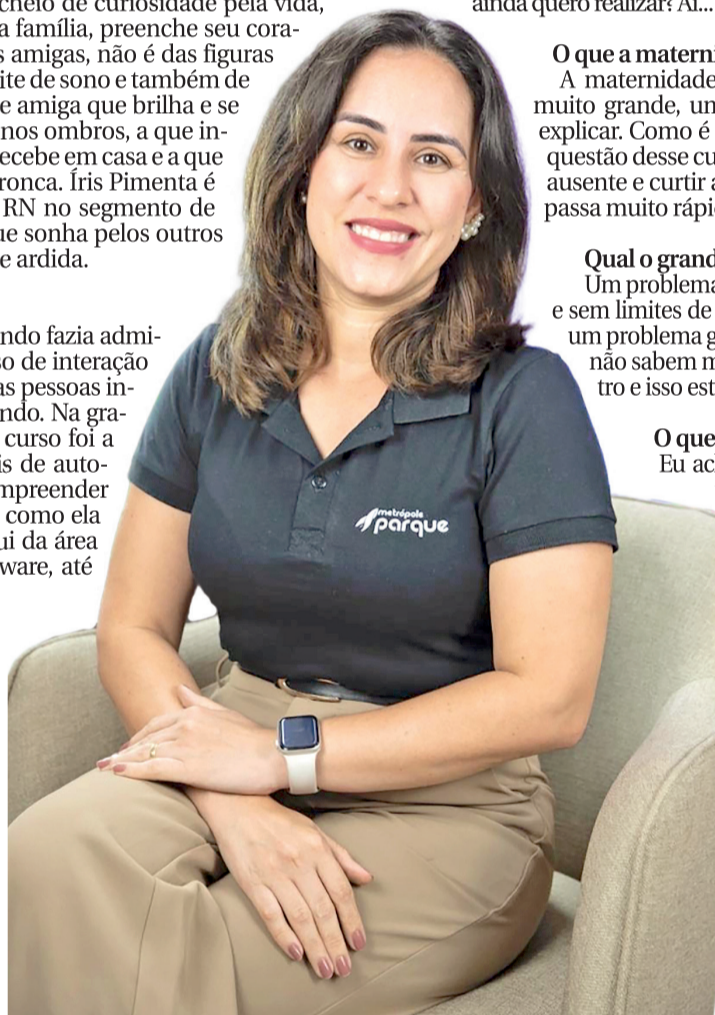 cheio de curiosidade pela vida,
a família, preenche seu cora-
s amigas, não é das figuras
ite de sono e também de
e amiga que brilha e se
nos ombros, a que in-
ecebe em casa e a que
ronca. Íris Pimenta é
RN no segmento de
ue sonha pelos outros
e ardida.
ndo fazia admi-
so de interação
as pessoas in-
ndo. Na gra-
curso foi a
is de auto-
mpreender
como ela
ui da área
ware, até
metrópole
parque
ainda quero realizar? Ai...
O que a materni
A maternidade
muito grande, un
explicar. Como é
questão desse cu
ausente e curtir a
passa muito rápi
Qual o grand
Um problema
e sem limites de
um problema g
não sabem m
tro e isso est
O que
Eu acl